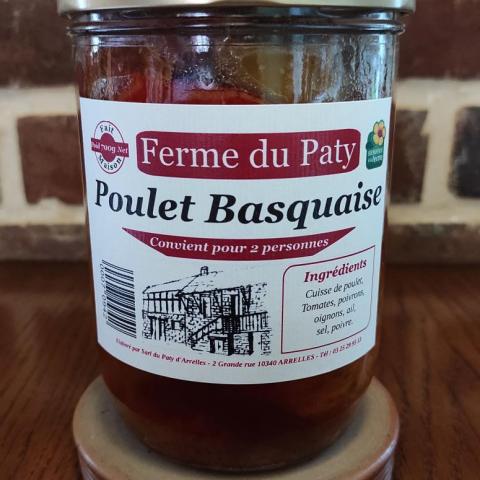 Fait
Poids 700g Net
Maison
Ferme du Paty
Poulet Basquaise
Convient pour 2 personnes
Ingrédients
Cuisse de poulet,
Tomates, poivrons,
oignons, ail,
sel, poivre.
Elaboré par Sarl du Paty d'Arrelles - 2 Grande rue 10340 ARRELLES - Tél : 03 25 29 93 13